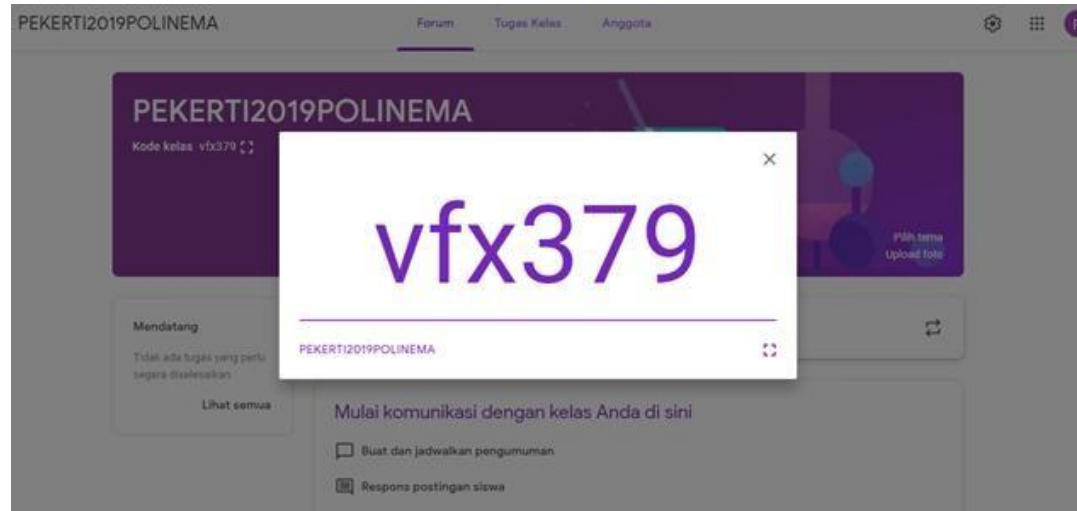 PEKERTI2019POLINEMA
Forum Tugas Kelas Anggota
PEKERTI2019POLINEMA
Kode kelas vfx379
vfx379
PEKERTI2019POLINEMA
Pilih tema
Upload foto
Mendatang
Tidak ada tugas yang perlu
segera diselesaikan
Lihat semua
Mulai komunikasi dengan kelas Anda di sini
Buat dan jadwalkan pengumuman
Respons postingan siswa